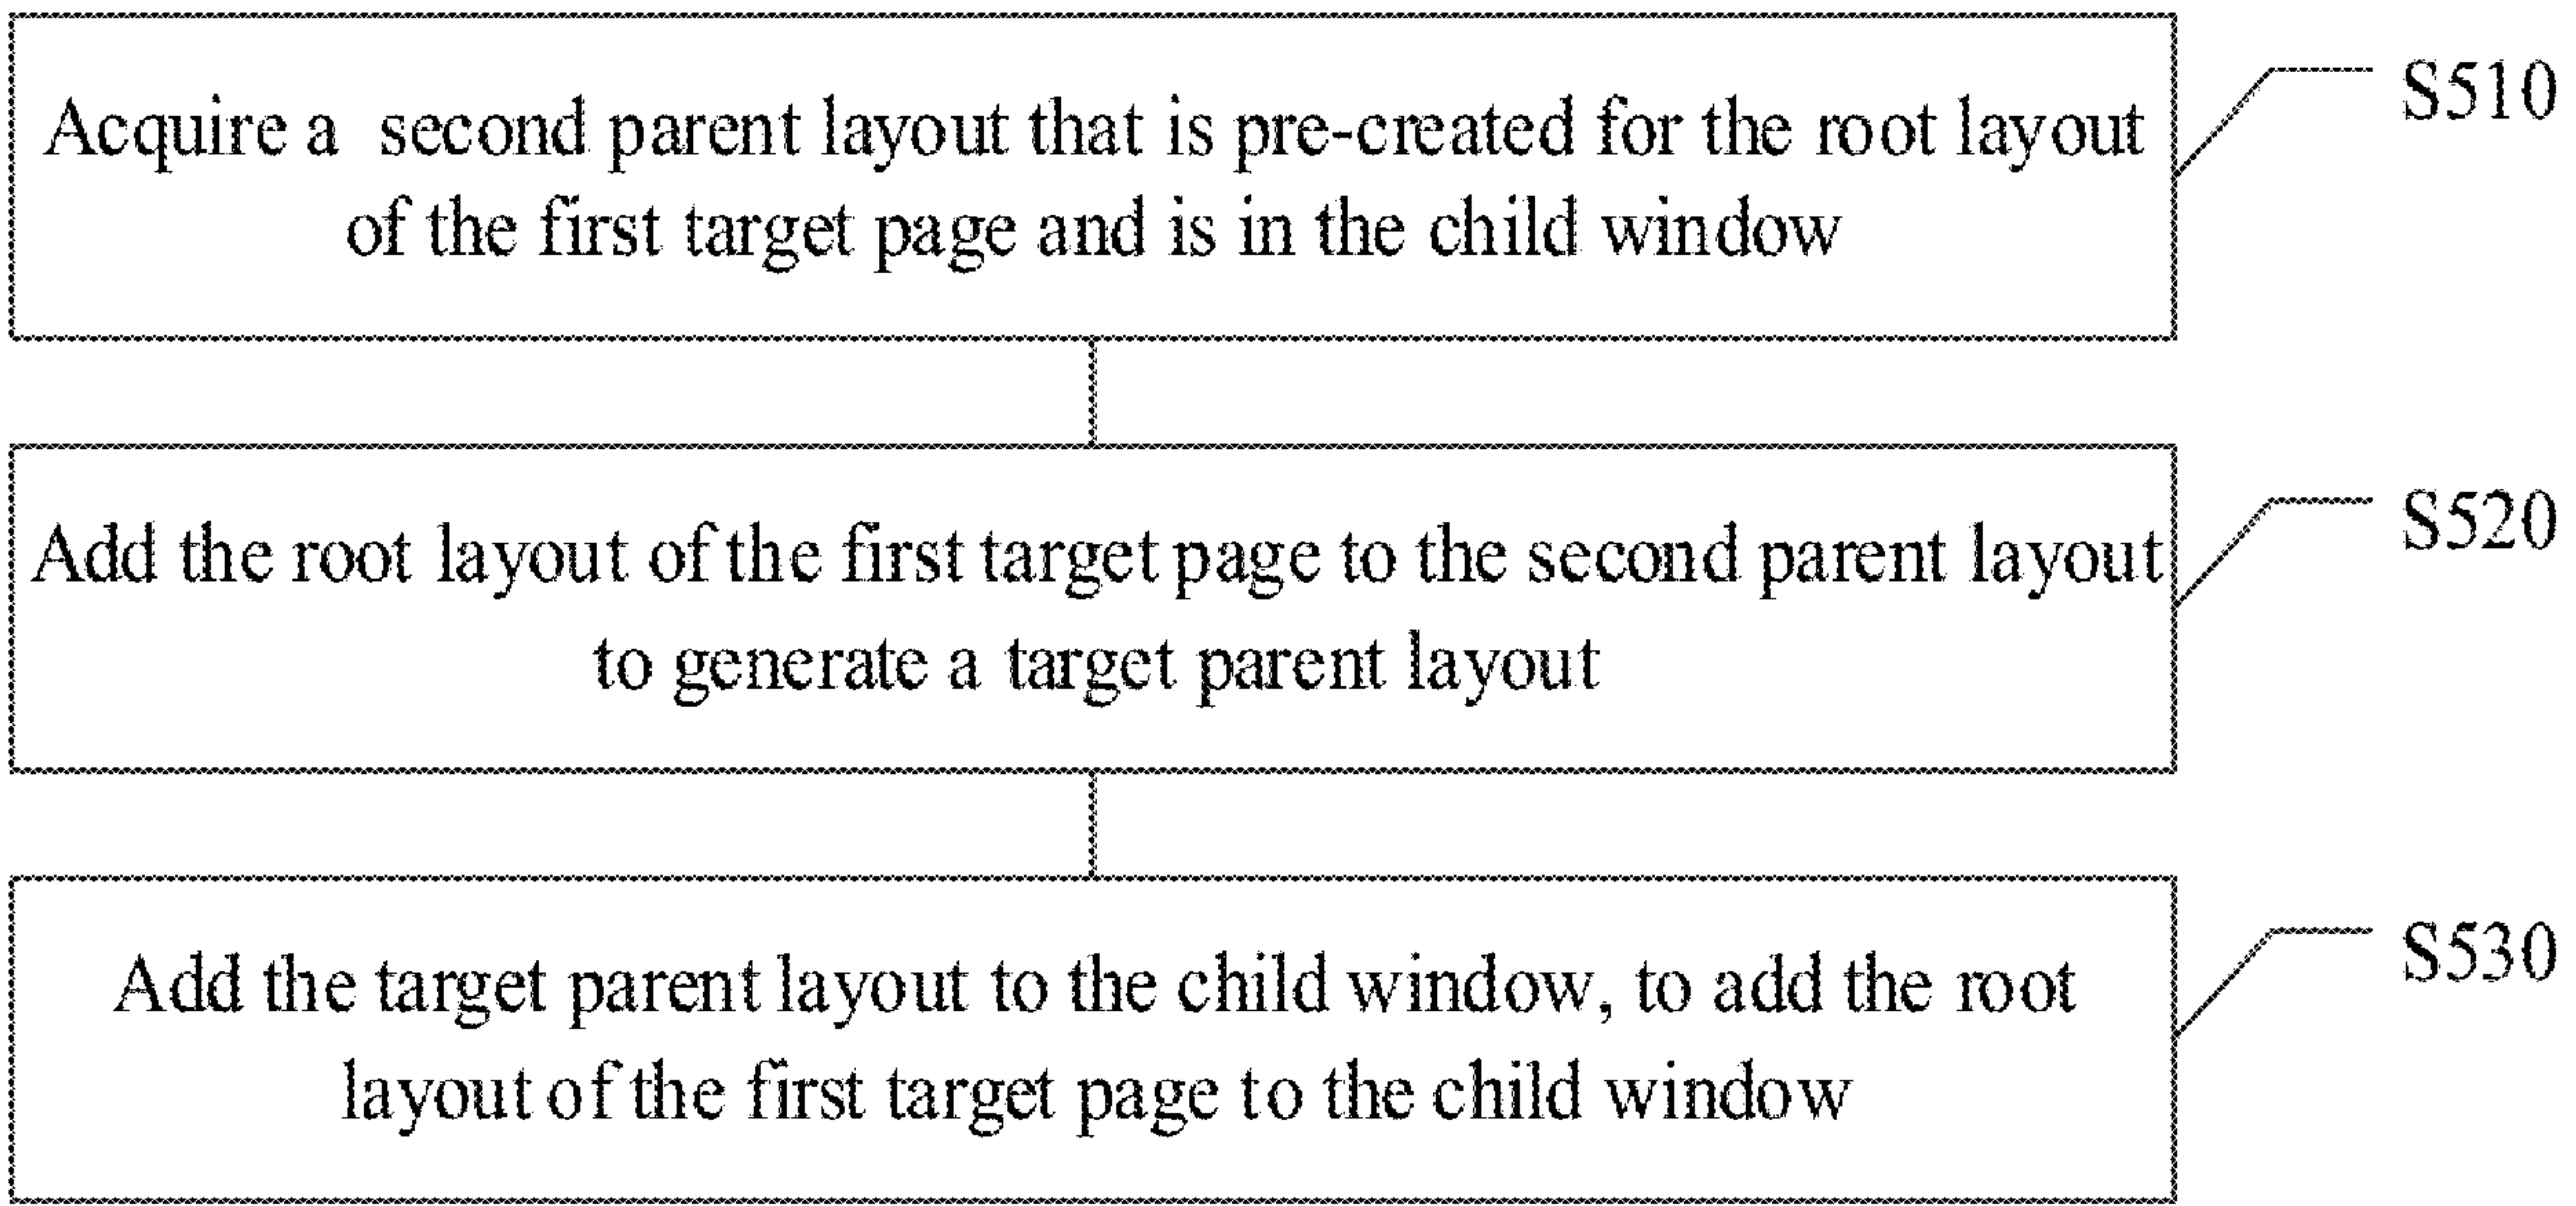 Acquire a second parent layout that is pre-created for the root layout
of the first target page and is in the child window
S510
Add the root layout of the first target page to the second parent layout
to generate a target parent layout
S520
Add the target parent layout to the child window, to add the root
layout of the first target page to the child window
S530